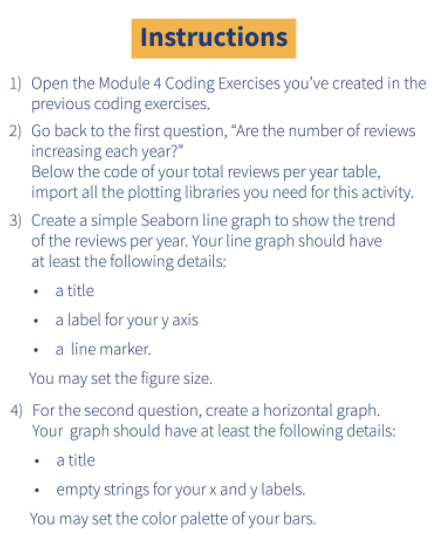 Instructions
1) Open the Module 4 Coding Exercises you've created in the
previous coding exercises.
2) Go back to the first question, “Are the number of reviews
increasing each year?”
Below the code of your total reviews per year table,
import all the plotting libraries you need for this activity.
3) Create a simple Seaborn line graph to show the trend
of the reviews per year. Your line graph should have
at least the following details:
• a title
• a label for your y axis
• a line marker.
You may set the figure size.
4) For the second question, create a horizontal graph.
Your graph should have at least the following details:
• a title
• empty strings for your x and y labels.
You may set the color palette of your bars.